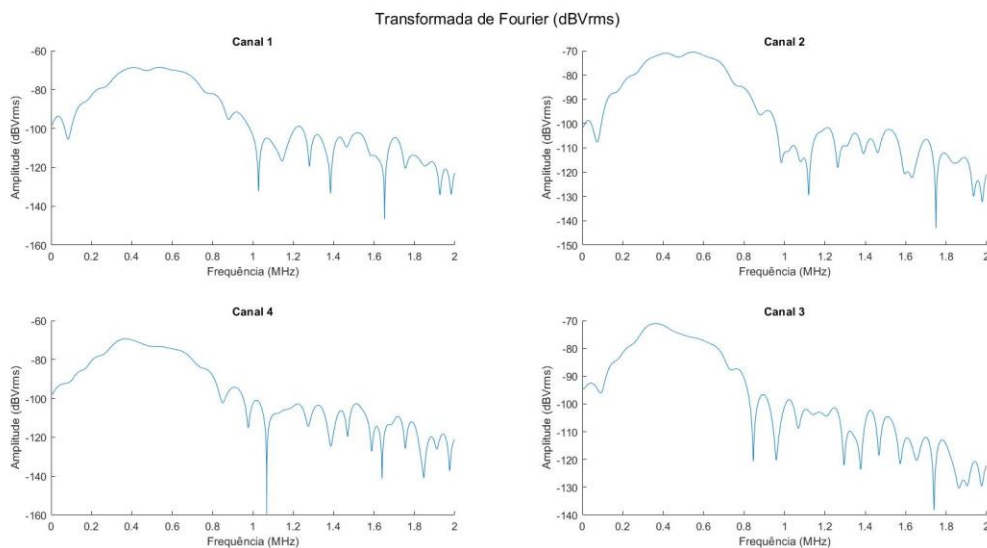 Transformada de Fourier (dBVrms)
Canal 1
-60
-80
-100
-120
-140
-160
Amplitude (dBVrms)
0 0.2 0.4 0.6 0.8 1 1.2 1.4 1.6 1.8 2
Frequência (MHz)
Canal 2
-70
-80
-90
-100
-110
-120
-130
-140
-150
Amplitude (dBVrms)
0 0.2 0.4 0.6 0.8 1 1.2 1.4 1.6 1.8 2
Frequência (MHz)
Canal 4
-60
-80
-100
-120
-140
-160
Amplitude (dBVrms)
0 0.2 0.4 0.6 0.8 1 1.2 1.4 1.6 1.8 2
Frequência (MHz)
Canal 3
-70
-80
-90
-100
-110
-120
-130
-140
Amplitude (dBVrms)
0 0.2 0.4 0.6 0.8 1 1.2 1.4 1.6 1.8 2
Frequência (MHz)